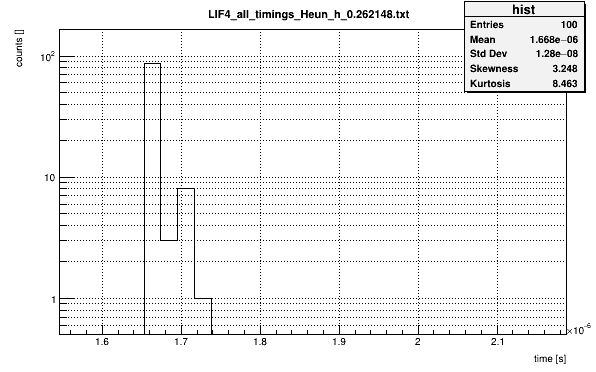 LIF4_all_timings_Heun_h_0.262148.txt
hist
Entries 100
Mean 1.668e−06
Std Dev 1.28e−08
Skewness 3.248
Kurtosis 8.463
counts []
10²
10
1
1.6 1.7 1.8 1.9 2 2.1
×10⁻⁶
time [s]